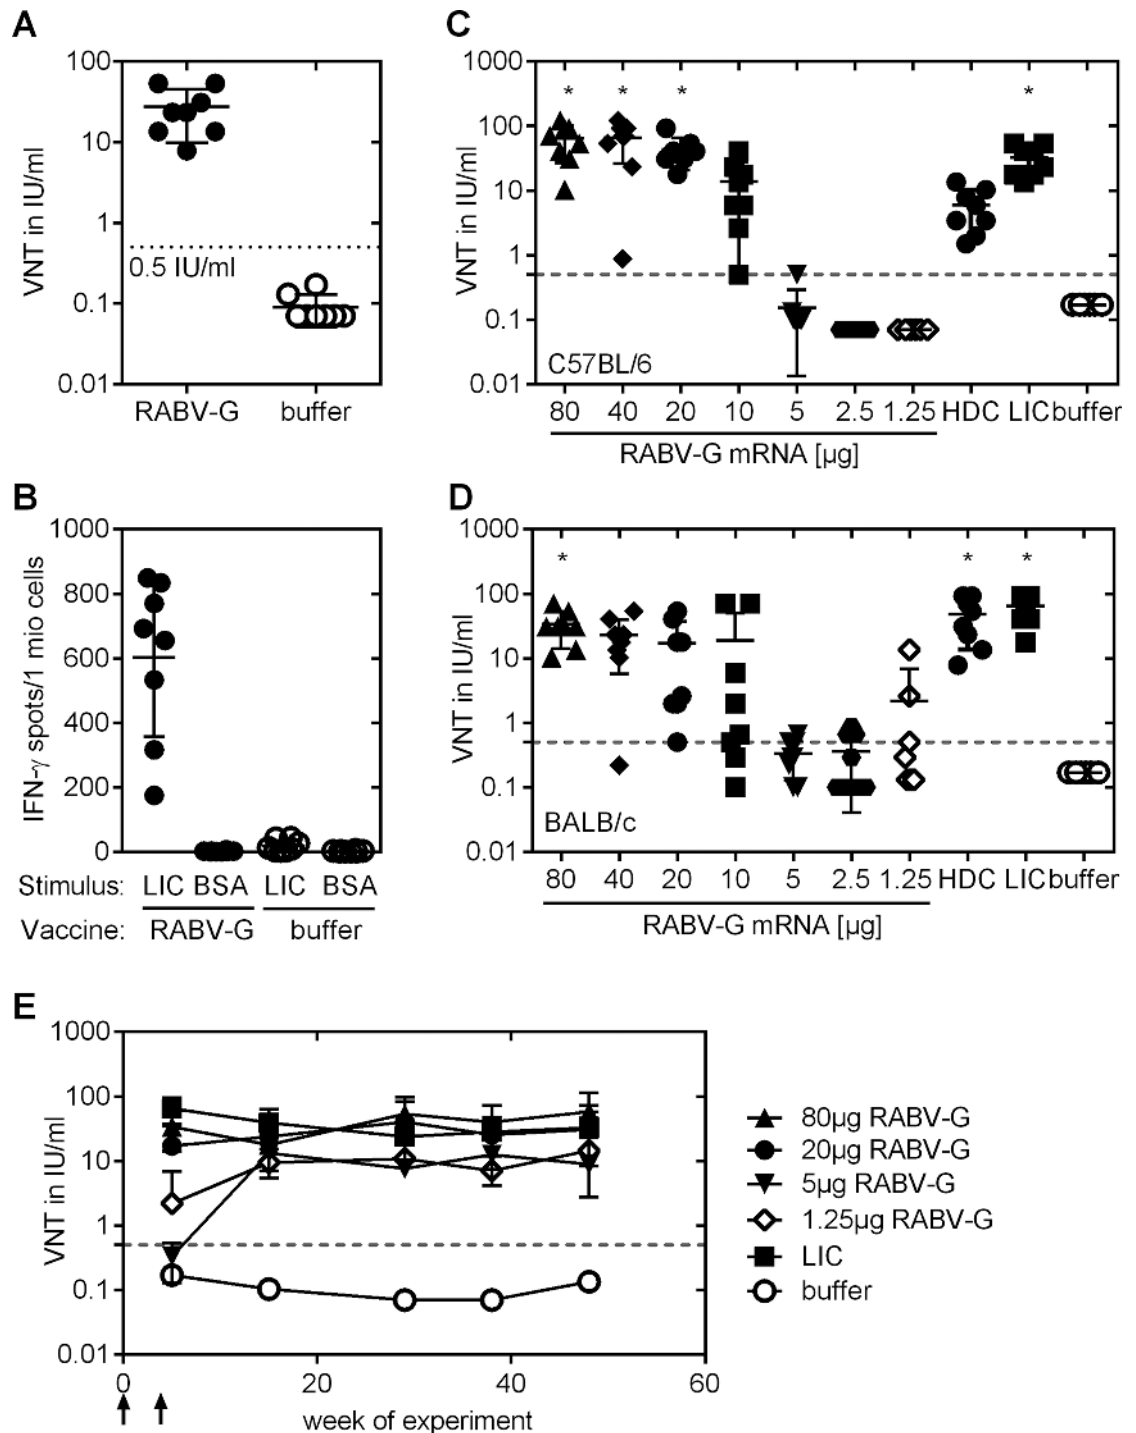 A
VNT in IU/ml
100
10
1
0.1
0.01
0.5 IU/ml
RABV-G buffer
C
VNT in IU/ml
1000
100
10
1
0.1
0.01
* * * *
C57BL/6
80 40 20 10 5 2.5 1.25 HDC LIC buffer
RABV-G mRNA [µg]
B
IFN-γ spots/1 mio cells
1000
800
600
400
200
0
Stimulus: LIC BSA LIC BSA
Vaccine: RABV-G buffer
D
VNT in IU/ml
1000
100
10
1
0.1
0.01
* * *
BALB/c
80 40 20 10 5 2.5 1.25 HDC LIC buffer
RABV-G mRNA [µg]
E
VNT in IU/ml
1000
100
10
1
0.1
0.01
0 20 40 60
week of experiment
80µg RABV-G
20µg RABV-G
5µg RABV-G
1.25µg RABV-G
LIC
buffer